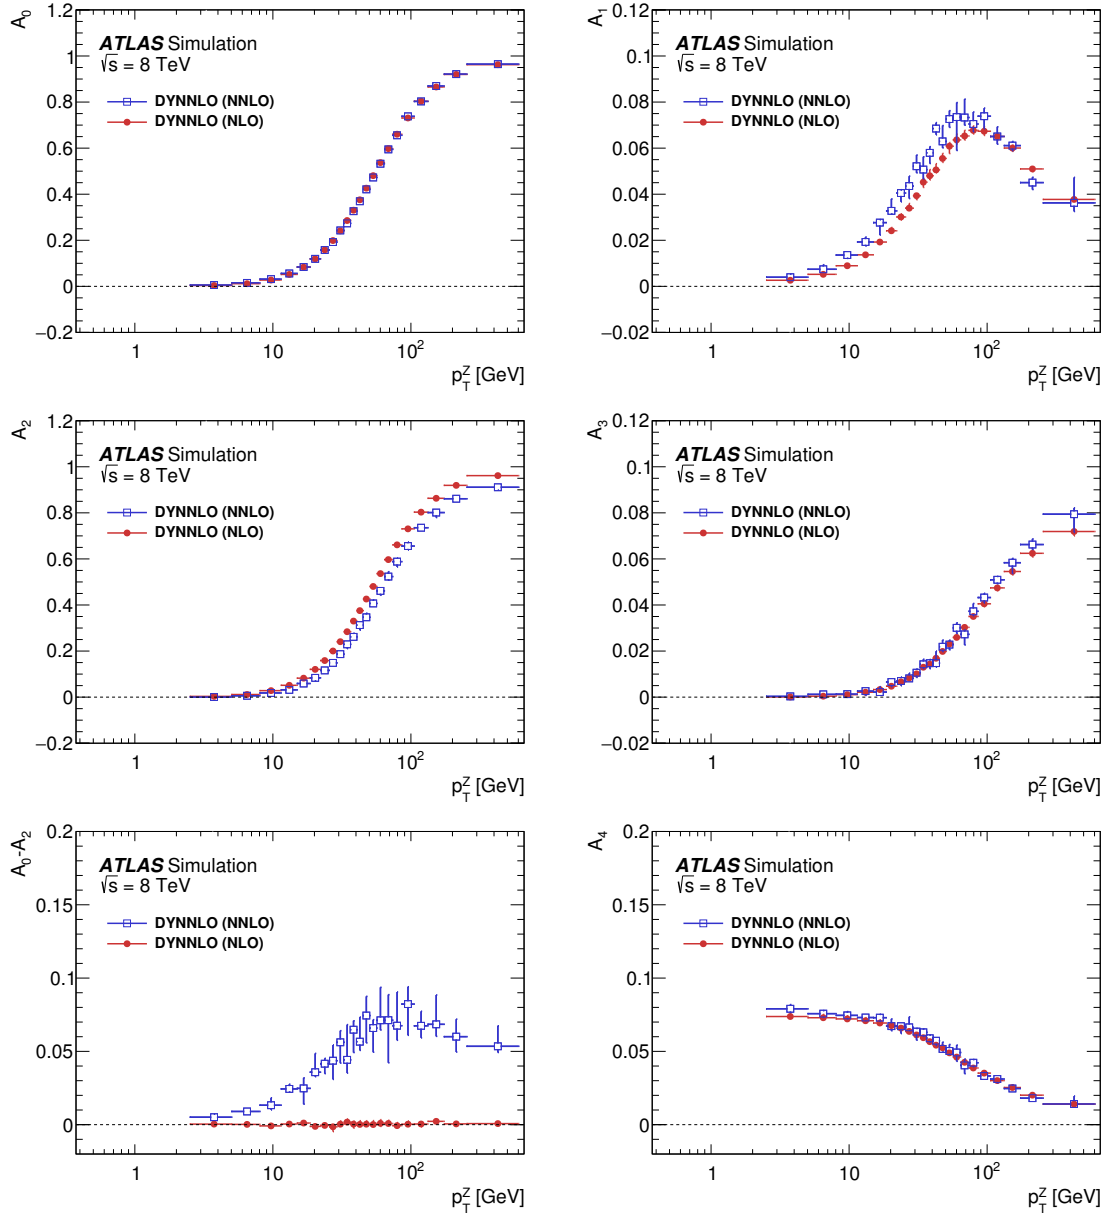 A₀
1.2
1
0.8
0.6
0.4
0.2
0
−0.2
ATLAS Simulation
√s = 8 TeV
DYNNLO (NNLO)
DYNNLO (NLO)
1 10 10²
p_T^Z [GeV]
A₁
0.12
0.1
0.08
0.06
0.04
0.02
0
−0.02
ATLAS Simulation
√s = 8 TeV
DYNNLO (NNLO)
DYNNLO (NLO)
1 10 10²
p_T^Z [GeV]
A₂
1.2
1
0.8
0.6
0.4
0.2
0
−0.2
ATLAS Simulation
√s = 8 TeV
DYNNLO (NNLO)
DYNNLO (NLO)
1 10 10²
p_T^Z [GeV]
A₃
0.12
0.1
0.08
0.06
0.04
0.02
0
−0.02
ATLAS Simulation
√s = 8 TeV
DYNNLO (NNLO)
DYNNLO (NLO)
1 10 10²
p_T^Z [GeV]
A₀-A₂
0.2
0.15
0.1
0.05
0
ATLAS Simulation
√s = 8 TeV
DYNNLO (NNLO)
DYNNLO (NLO)
1 10 10²
p_T^Z [GeV]
A₄
0.2
0.15
0.1
0.05
0
ATLAS Simulation
√s = 8 TeV
DYNNLO (NNLO)
DYNNLO (NLO)
1 10 10²
p_T^Z [GeV]